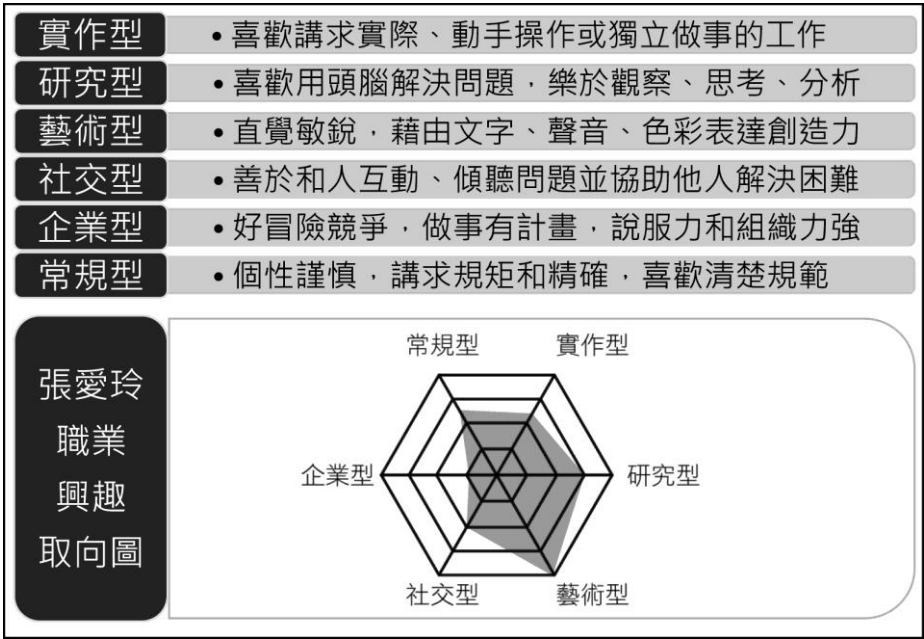 實作型 •喜歡講求實際、動手操作或獨立做事的工作
研究型 •喜歡用頭腦解決問題，樂於觀察、思考、分析
藝術型 •直覺敏銳，藉由文字、聲音、色彩表達創造力
社交型 •善於和人互動、傾聽問題並協助他人解決困難
企業型 •好冒險競爭，做事有計畫，說服力和組織力強
常規型 •個性謹慎，講求規矩和精確，喜歡清楚規範
張愛玲
職業
興趣
取向圖
常規型 實作型
企業型 研究型
社交型 藝術型